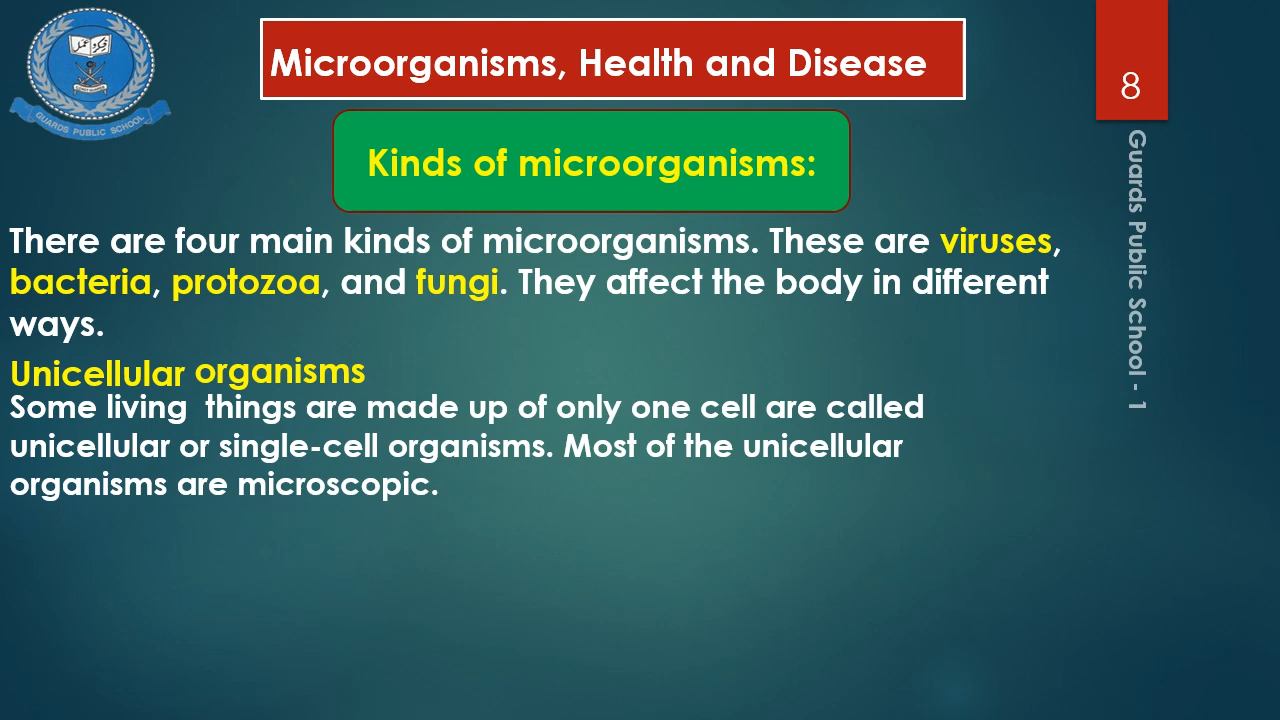 Microorganisms, Health and Disease
8
Kinds of microorganisms:
There are four main kinds of microorganisms. These are viruses,
bacteria, protozoa, and fungi. They affect the body in different
ways.
Unicellular organisms
Some living  things are made up of only one cell are called
unicellular or single-cell organisms. Most of the unicellular
organisms are microscopic.
Guards Public School - 1
GUARDS PUBLIC SCHOOL